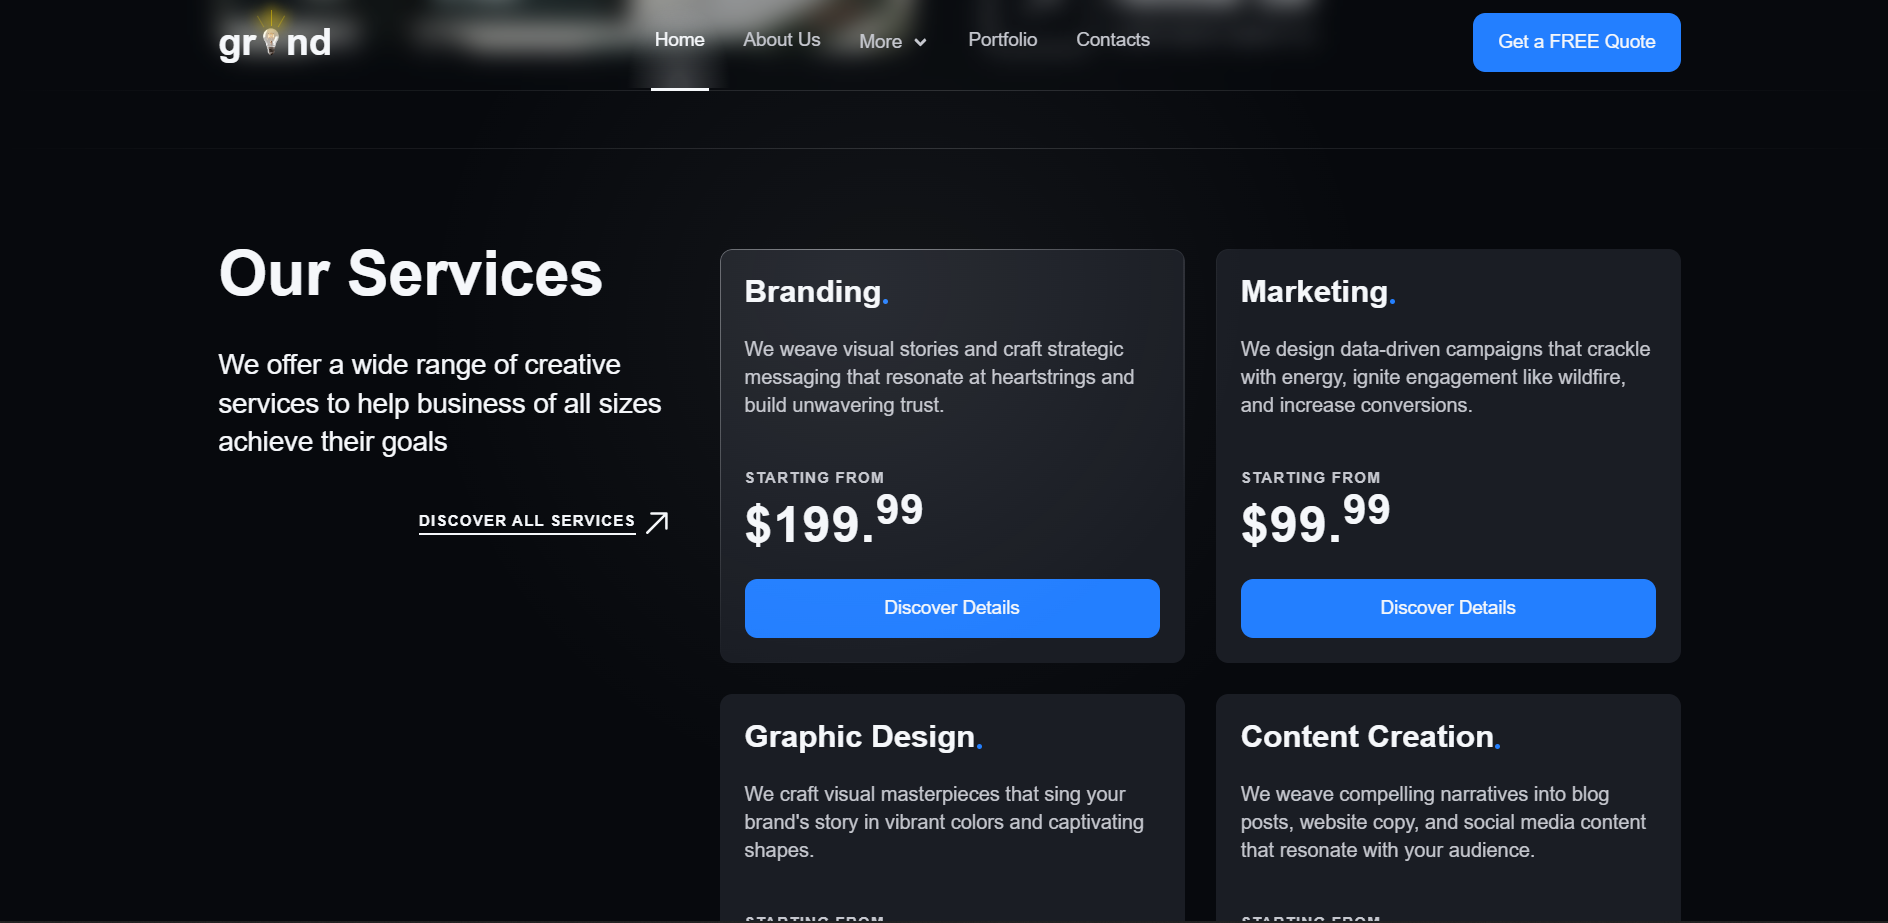 grind
Home
About Us
More
Portfolio
Contacts
Get a FREE Quote
Our Services
We offer a wide range of creative
services to help business of all sizes
achieve their goals
DISCOVER ALL SERVICES
Branding.
We weave visual stories and craft strategic
messaging that resonate at heartstrings and
build unwavering trust.
STARTING FROM
$199.99
Discover Details
Marketing.
We design data-driven campaigns that crackle
with energy, ignite engagement like wildfire,
and increase conversions.
STARTING FROM
$99.99
Discover Details
Graphic Design.
We craft visual masterpieces that sing your
brand's story in vibrant colors and captivating
shapes.
STARTING FROM
Content Creation.
We weave compelling narratives into blog
posts, website copy, and social media content
that resonate with your audience.
STARTING FROM